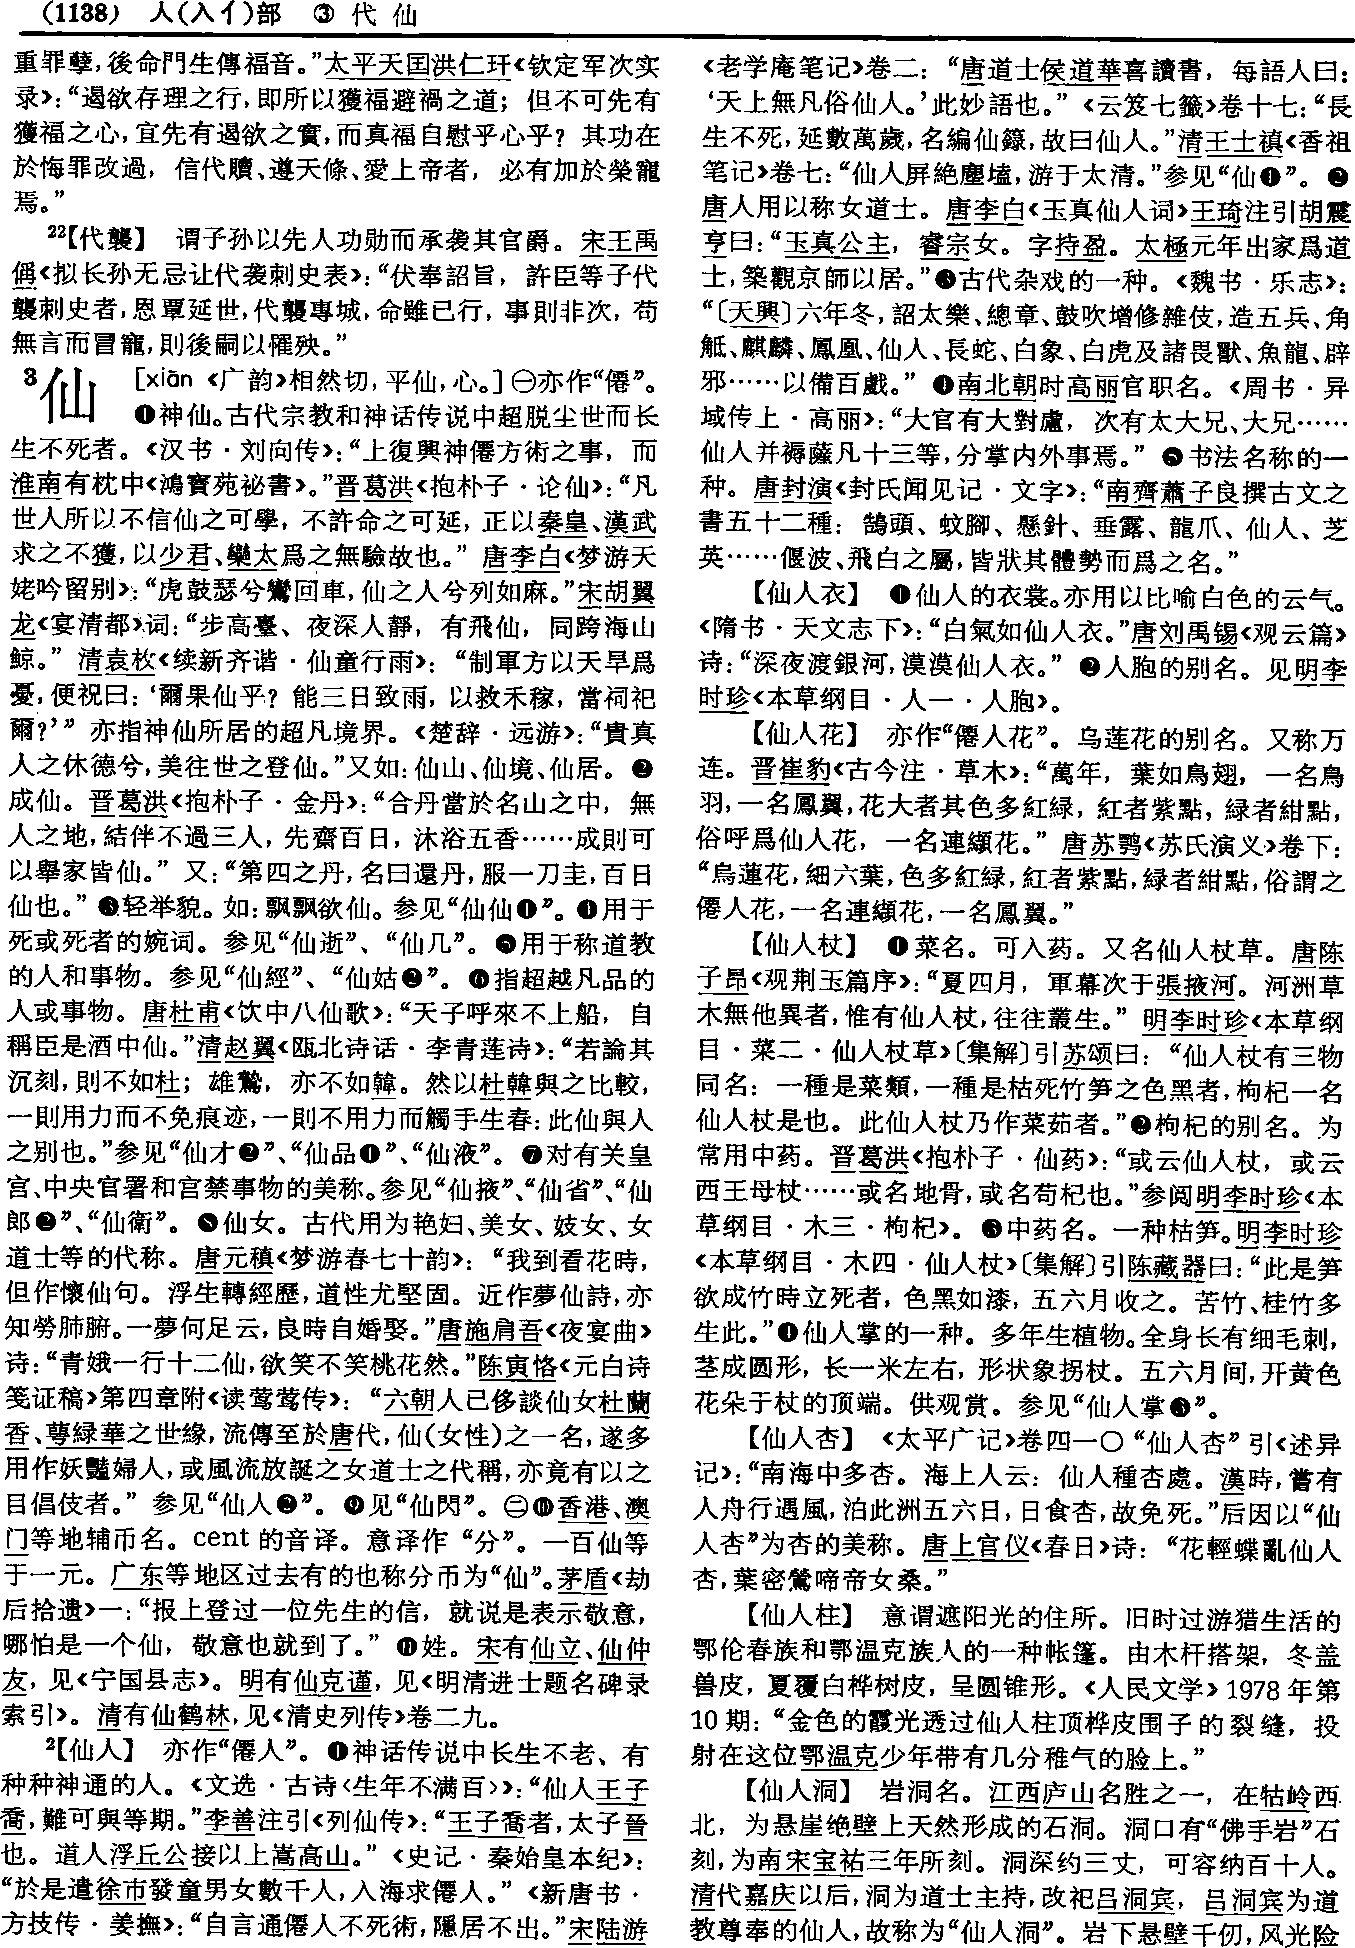 (1138) 人(入亻)部 ③ 代 仙
重罪孽,後命門生傳福音。”太平天囯洪仁玕《钦定军次实
录》:“遏欲存理之行,即所以獲福避禍之道;但不可先有
獲福之心,宜先有遏欲之實,而真福自慰乎心乎?其功在
於悔罪改過,信代贖、遵天條、愛上帝者,必有加於榮寵
焉。”
22【代襲】 谓子孙以先人功勋而承袭其官爵。宋王禹
偁《拟长孙无忌让代袭刺史表》:“伏奉詔旨,許臣等子代
襲刺史者,恩覃延世,代襲專城,命雖已行,事則非次,苟
無言而冒寵,則後嗣以罹殃。”
3仙 [xiān《广韵》相然切,平仙,心。]㊀亦作“僊”。
❶神仙。古代宗教和神话传说中超脱尘世而长
生不死者。《汉书·刘向传》:“上復興神僊方術之事,而
淮南有枕中《鴻寳苑祕書》。”晋葛洪《抱朴子·论仙》:“凡
世人所以不信仙之可學,不許命之可延,正以秦皇、漢武
求之不獲,以少君、欒太爲之無驗故也。”唐李白《梦游天
姥吟留别》:“虎鼓瑟兮鸞回車,仙之人兮列如麻。”宋胡翼
龙《宴清都》词:“步高臺、夜深人靜,有飛仙,同跨海山
鲸。”清袁枚《续新齐谐·仙童行雨》:“制軍方以天旱爲
憂,便祝曰:‘爾果仙乎?能三日致雨,以救禾稼,當祠祀
爾?’”亦指神仙所居的超凡境界。《楚辞·远游》:“貴真
人之休德兮,美往世之登仙。”又如:仙山、仙境、仙居。❷
成仙。晋葛洪《抱朴子·金丹》:“合丹當於名山之中,無
人之地,結伴不過三人,先齋百日,沐浴五香……成則可
以舉家皆仙。”又:“第四之丹,名曰還丹,服一刀圭,百日
仙也。”❸轻举貌。如:飘飘欲仙。参见“仙仙❶”。❹用于
死或死者的婉词。参见“仙逝”、“仙几”。❺用于称道教
的人和事物。参见“仙經”、“仙姑❷”。❻指超越凡品的
人或事物。唐杜甫《饮中八仙歌》:“天子呼來不上船,自
稱臣是酒中仙。”清赵翼《瓯北诗话·李青莲诗》:“若論其
沉刻,則不如杜;雄鷙,亦不如韓。然以杜韓與之比較,
一則用力而不免痕迹,一則不用力而觸手生春:此仙與人
之别也。”参见“仙才❷”、“仙品❶”、“仙液”。❼对有关皇
宫、中央官署和宫禁事物的美称。参见“仙掖”、“仙省”、“仙
郎❷”、“仙衛”。❽仙女。古代用为艳妇、美女、妓女、女
道士等的代称。唐元稹《梦游春七十韵》:“我到看花時,
但作懷仙句。浮生轉經歷,道性尤堅固。近作夢仙詩,亦
知勞肺腑。一夢何足云,良時自婚娶。”唐施肩吾《夜宴曲》
诗:“青娥一行十二仙,欲笑不笑桃花然。”陈寅恪《元白诗
笺证稿》第四章附《读莺莺传》:“六朝人已侈談仙女杜蘭
香、萼緑華之世緣,流傳至於唐代,仙(女性)之一名,遂多
用作妖豔婦人,或風流放誕之女道士之代稱,亦竟有以之
目倡伎者。”参见“仙人❷”。❾见“仙閃”。㊁❿香港、澳
门等地辅币名。cent 的音译。意译作“分”。一百仙等
于一元。广东等地区过去有的也称分币为“仙”。茅盾《劫
后拾遗》一:“报上登过一位先生的信,就说是表示敬意,
哪怕是一个仙,敬意也就到了。”⓫姓。宋有仙立、仙仲
友,见《宁国县志》。明有仙克谨,见《明清进士题名碑录
索引》。清有仙鹤林,见《清史列传》卷二九。
2【仙人】 亦作“僊人”。❶神话传说中长生不老、有
种种神通的人。《文选·古诗〈生年不满百〉》:“仙人王子
喬,難可與等期。”李善注引《列仙传》:“王子喬者,太子晉
也。道人浮丘公接以上嵩高山。”《史记·秦始皇本纪》:
“於是遣徐市發童男女數千人,入海求僊人。”《新唐书·
方技传·姜撫》:“自言通僊人不死術,隱居不出。”宋陆游
《老学庵笔记》卷二:“唐道士侯道華喜讀書,每語人曰:
‘天上無凡俗仙人。’此妙語也。”《云笈七籤》卷十七:“長
生不死,延數萬歲,名編仙籙,故曰仙人。”清王士禛《香祖
笔记》卷七:“仙人屏絶塵壒,游于太清。”参见“仙❶”。❷
唐人用以称女道士。唐李白《玉真仙人词》王琦注引胡震
亨曰:“玉真公主,睿宗女。字持盈。太極元年出家爲道
士,築觀京師以居。”❸古代杂戏的一种。《魏书·乐志》:
“〔天興〕六年冬,詔太樂、總章、鼓吹增修雜伎,造五兵、角
觝、麒麟、鳳凰、仙人、長蛇、白象、白虎及諸畏獸、魚龍、辟
邪……以備百戲。”❹南北朝时高丽官职名。《周书·异
域传上·高丽》:“大官有大對盧,次有太大兄、大兄……
仙人并褥薩凡十三等,分掌内外事焉。”❺书法名称的一
种。唐封演《封氏闻见记·文字》:“南齊蕭子良撰古文之
書五十二種:鵠頭、蚊腳、懸針、垂露、龍爪、仙人、芝
英……偃波、飛白之屬,皆狀其體勢而爲之名。”
【仙人衣】 ❶仙人的衣裳。亦用以比喻白色的云气。
《隋书·天文志下》:“白氣如仙人衣。”唐刘禹锡《观云篇》
诗:“深夜渡銀河,漠漠仙人衣。”❷人胞的别名。见明李
时珍《本草纲目·人一·人胞》。
【仙人花】 亦作“僊人花”。乌莲花的别名。又称万
连。晋崔豹《古今注·草木》:“萬年,葉如鳥翅,一名鳥
羽,一名鳳翼,花大者其色多紅緑,紅者紫點,緑者紺點,
俗呼爲仙人花,一名連纈花。”唐苏鹗《苏氏演义》卷下:
“烏蓮花,細六葉,色多紅緑,紅者紫點,緑者紺點,俗謂之
僊人花,一名連纈花,一名鳳翼。”
【仙人杖】 ❶菜名。可入药。又名仙人杖草。唐陈
子昂《观荆玉篇序》:“夏四月,軍幕次于張掖河。河洲草
木無他異者,惟有仙人杖,往往叢生。”明李时珍《本草纲
目·菜二·仙人杖草》〔集解〕引苏颂曰:“仙人杖有三物
同名:一種是菜類,一種是枯死竹笋之色黑者,枸杞一名
仙人杖是也。此仙人杖乃作菜茹者。”❷枸杞的别名。为
常用中药。晋葛洪《抱朴子·仙药》:“或云仙人杖,或云
西王母杖……或名地骨,或名苟杞也。”参阅明李时珍《本
草纲目·木三·枸杞》。❸中药名。一种枯笋。明李时珍
《本草纲目·木四·仙人杖》〔集解〕引陈藏器曰:“此是笋
欲成竹時立死者,色黑如漆,五六月收之。苦竹、桂竹多
生此。”❹仙人掌的一种。多年生植物。全身长有细毛刺,
茎成圆形,长一米左右,形状象拐杖。五六月间,开黄色
花朵于杖的顶端。供观赏。参见“仙人掌❸”。
【仙人杏】 《太平广记》卷四一〇“仙人杏”引《述异
记》:“南海中多杏。海上人云:仙人種杏處。漢時,嘗有
人舟行遇風,泊此洲五六日,日食杏,故免死。”后因以“仙
人杏”为杏的美称。唐上官仪《春日》诗:“花輕蝶亂仙人
杏,葉密鶯啼帝女桑。”
【仙人柱】 意谓遮阳光的住所。旧时过游猎生活的
鄂伦春族和鄂温克族人的一种帐篷。由木杆搭架,冬盖
兽皮,夏覆白桦树皮,呈圆锥形。《人民文学》1978 年第
10 期:“金色的霞光透过仙人柱顶桦皮围子的裂缝,投
射在这位鄂温克少年带有几分稚气的脸上。”
【仙人洞】 岩洞名。江西庐山名胜之一,在牯岭西
北,为悬崖绝壁上天然形成的石洞。洞口有“佛手岩”石
刻,为南宋宝祐三年所刻。洞深约三丈,可容纳百十人。
清代嘉庆以后,洞为道士主持,改祀吕洞宾,吕洞宾为道
教尊奉的仙人,故称为“仙人洞”。岩下悬壁千仞,风光险